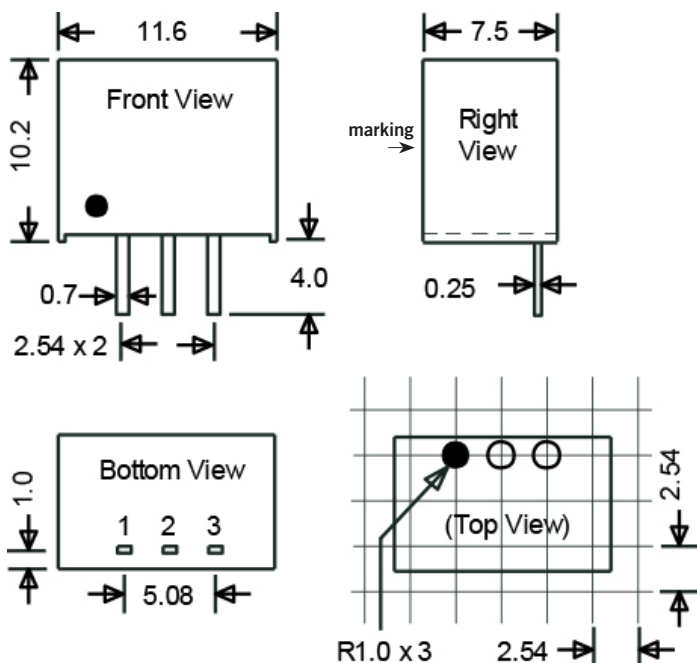 11.6
7.5
Front View
10.2
marking
Right
View
0.7
4.0
0.25
2.54 x 2
Bottom View
1.0
1 2 3
5.08
2.54
(Top View)
R1.0 x 3
2.54